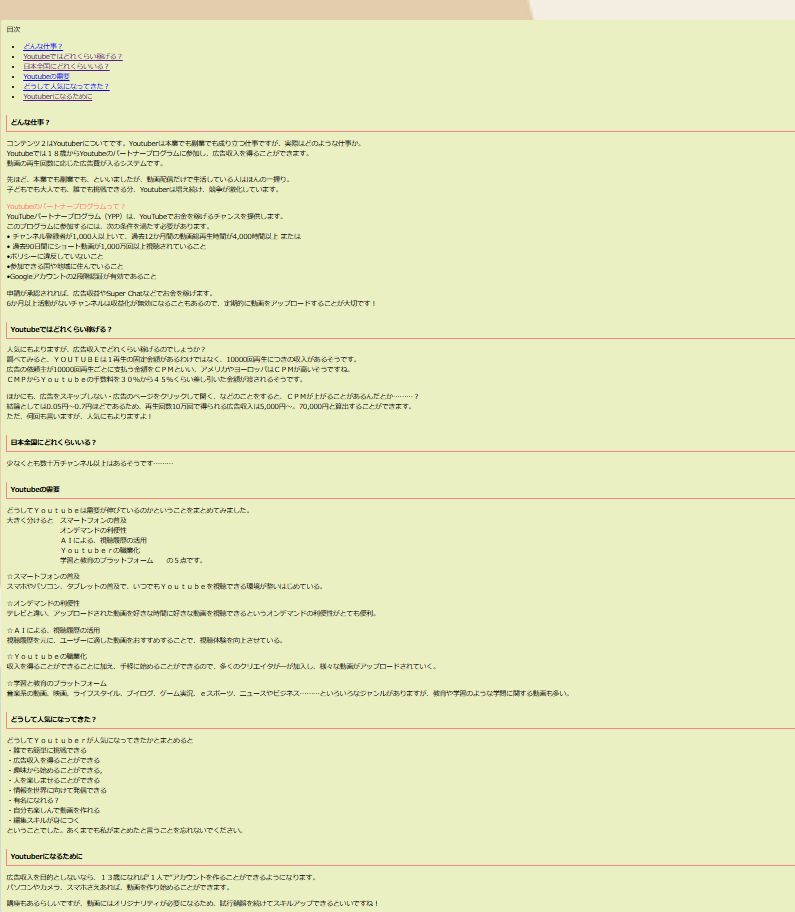 目次
• どんな仕事？
• Youtubeではどれくらい稼げる？
• 日本全国にどれくらいいる？
• Youtubeの需要
• どうして人気になってきた？
• Youtuberになるために
どんな仕事？
コンテンツ２はYoutuberについてです。Youtuberは本業でも副業でも成り立つ仕事ですが、実際はどのような仕事か。
Youtubeでは１８歳からYoutubeのパートナープログラムに参加し、広告収入を得ることができます。
動画の再生回数に応じた広告費が入るシステムです。
先ほど、本業でも副業でも、といいましたが、動画配信だけで生活している人はほんの一握り。
子どもでも大人でも、誰でも挑戦できる分、Youtuberは増え続け、競争が激化しています。
Youtubeのパートナープログラムって？
YouTubeパートナープログラム（YPP）は、YouTubeでお金を稼げるチャンスを提供します。
このプログラムに参加するには、次の条件を満たす必要があります。
• チャンネル登録者が1,000人以上いて、過去12か月間の動画総再生時間が4,000時間以上 または
• 過去90日間にショート動画が1,000万回以上視聴されていること
•ポリシーに違反していないこと
•参加できる国や地域に住んでいること
•Googleアカウントの2段階認証が有効であること
申請が承認されれば、広告収益やSuper Chatなどでお金を稼げます。
6か月以上活動がないチャンネルは収益化が無効になることもあるので、定期的に動画をアップロードすることが大切です！
Youtubeではどれくらい稼げる？
人気にもよりますが、広告収入でどれくらい稼げるのでしょうか？
調べてみると、ＹＯＵＴＵＢＥは１再生の固定金額があるわけではなく、10000回再生につきの収入があるそうです。
広告の依頼主が10000回再生ごとに支払う金額をＣＰＭといい、アメリカやヨーロッパはＣＰＭが高いそうですね。
ＣＭＰからＹｏｕｔｕｂｅの手数料を３０％から４５％くらい差し引いた金額が渡されるそうです。
ほかにも、広告をスキップしない・広告のページをクリックして開く、などのことをすると、ＣＰＭが上がることがあるんだとか………？
結論としては0.05円～0.7円ほどであるため、再生回数10万回で得られる広告収入は5,000円～。70,000円と算出することができます。
ただ、何回も言いますが、人気にもよりますよ！
日本全国にどれくらいいる？
少なくとも数十万チャンネル以上はあるそうです………
Youtubeの需要
どうしてＹｏｕｔｕｂｅは需要が伸びているのかということをまとめてみました。
大きく分けると　スマートフォンの普及
オンデマンドの利便性
ＡＩによる、視聴履歴の活用
Ｙｏｕｔｕｂｅｒの職業化
学習と教育のプラットフォーム　　の５点です。
☆スマートフォンの普及
スマホやパソコン、タブレットの普及で、いつでもＹｏｕｔｕｂｅを視聴できる環境が整いはじめている。
☆オンデマンドの利便性
テレビと違い、アップロードされた動画を好きな時間に好きな動画を視聴できるというオンデマンドの利便性がとても便利。
☆ＡＩによる、視聴履歴の活用
視聴履歴を元に、ユーザーに適した動画をおすすめすることで、視聴体験を向上させている。
☆Ｙｏｕｔｕｂｅの職業化
収入を得ることができることに加え、手軽に始めることができるので、多くのクリエイターが加入し、様々な動画がアップロードされていく。
☆学習と教育のプラットフォーム
音楽系の動画、映画、ライフスタイル、ブイログ、ゲーム実況、ｅスポーツ、ニュースやビジネス………といろいろなジャンルがありますが、教育や学習のような学問に関する動画も多い。
どうして人気になってきた？
どうしてＹｏｕｔｕｂｅｒが人気になってきたかとまとめると
・誰でも簡単に挑戦できる
・広告収入を得ることができる
・趣味から始めることができる。
・人を楽しませることができる
・情報を世界に向けて発信できる
・有名になれる？
・自分も楽しんで動画を作れる
・編集スキルが身につく
ということでした。あくまでも私がまとめたと言うことを忘れないでください。
Youtuberになるために
広告収入を目的としないなら、１３歳になれば“１人で”アカウントを作ることができるようになります。
パソコンやカメラ、スマホさえあれば、動画を作り始めることができます。
講座もあるらしいですが、動画にはオリジナリティが必要になるため、試行錯誤を続けてスキルアップできるといいですね！